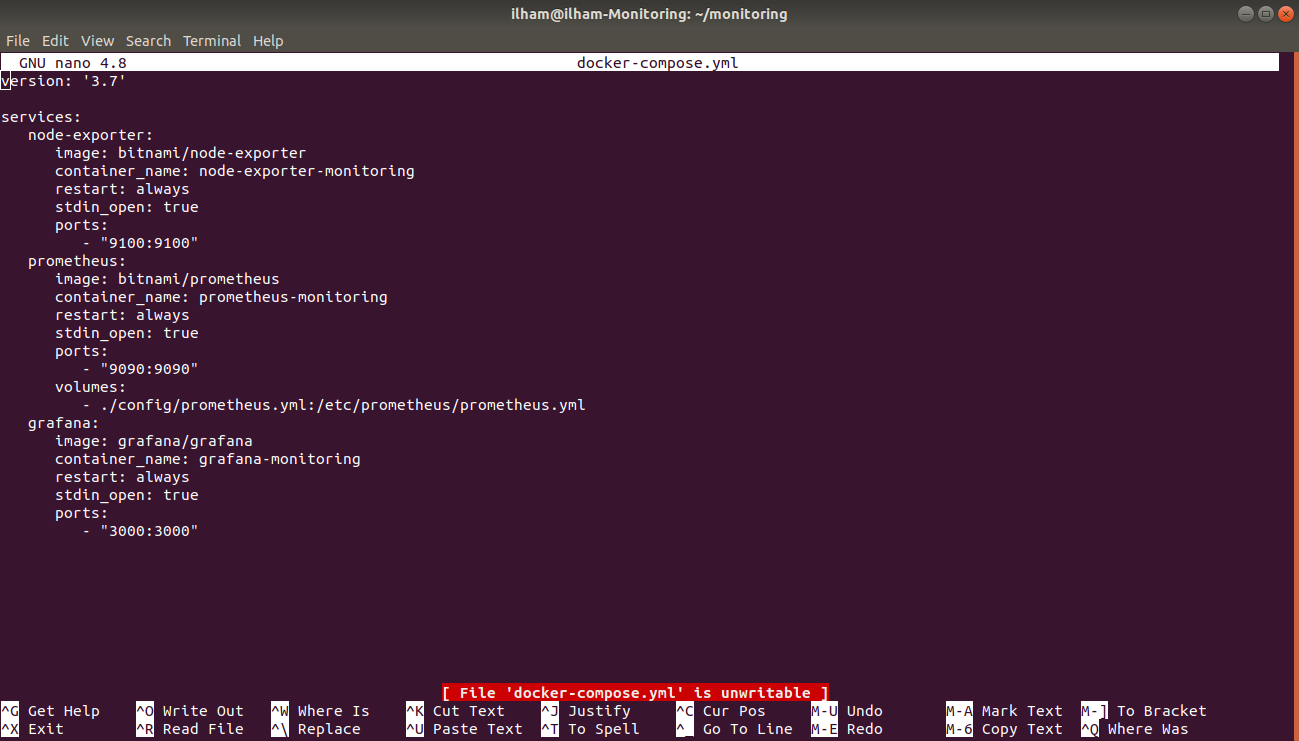 ilham@ilham-Monitoring: ~/monitoring
File Edit View Search Terminal Help
GNU nano 4.8 docker-compose.yml
version: '3.7'
services:
   node-exporter:
      image: bitnami/node-exporter
      container_name: node-exporter-monitoring
      restart: always
      stdin_open: true
      ports:
         - "9100:9100"
   prometheus:
      image: bitnami/prometheus
      container_name: prometheus-monitoring
      restart: always
      stdin_open: true
      ports:
         - "9090:9090"
      volumes:
         - ./config/prometheus.yml:/etc/prometheus/prometheus.yml
   grafana:
      image: grafana/grafana
      container_name: grafana-monitoring
      restart: always
      stdin_open: true
      ports:
         - "3000:3000"
[ File 'docker-compose.yml' is unwritable ]
^G Get Help ^O Write Out ^W Where Is ^K Cut Text ^J Justify ^C Cur Pos M-U Undo M-A Mark Text M-] To Bracket
^X Exit ^R Read File ^\ Replace ^U Paste Text ^T To Spell ^_ Go To Line M-E Redo M-6 Copy Text ^Q Where Was